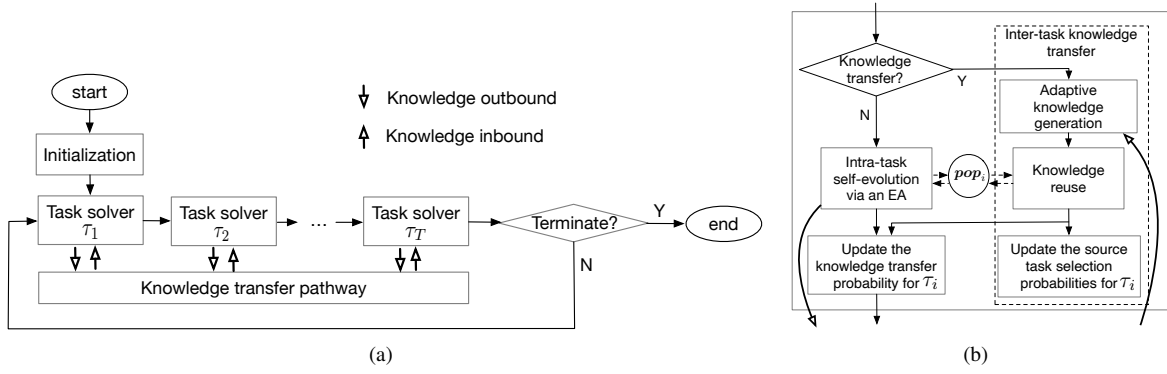 start
Initialization
Knowledge outbound
Knowledge inbound
Task solver
τ1
Task solver
τ2
...
Task solver
τT
Terminate?
Y
end
N
Knowledge transfer pathway
(a)
Inter-task knowledge
transfer
Knowledge
transfer?
Y
N
Adaptive
knowledge
generation
Intra-task
self-evolution
via an EA
pop_i
Knowledge
reuse
Update the
knowledge transfer
probability for τi
Update the source
task selection
probabilities for τi
(b)